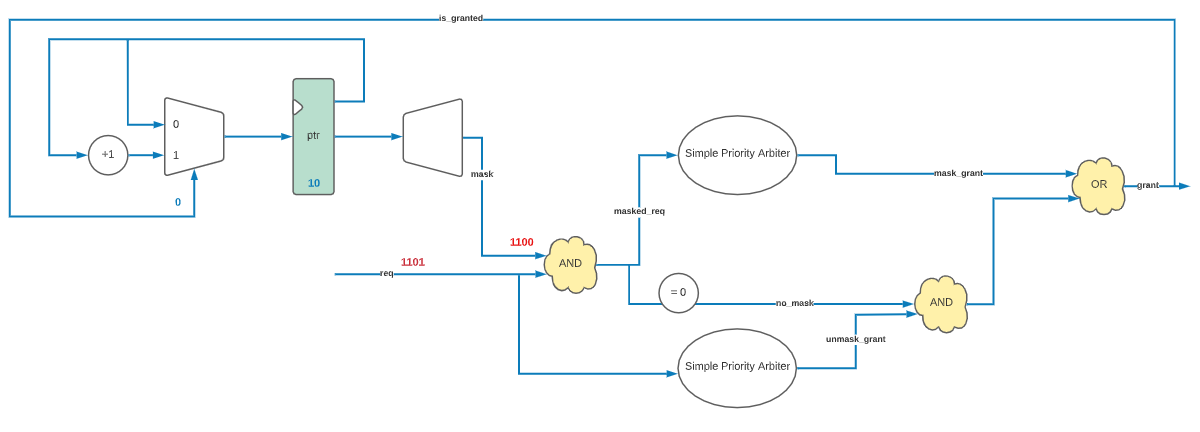 is_granted
0
+1
1
ptr
10
0
mask
Simple Priority Arbiter
mask_grant
OR
grant
masked_req
1100
1101
AND
req
= 0
no_mask
AND
unmask_grant
Simple Priority Arbiter